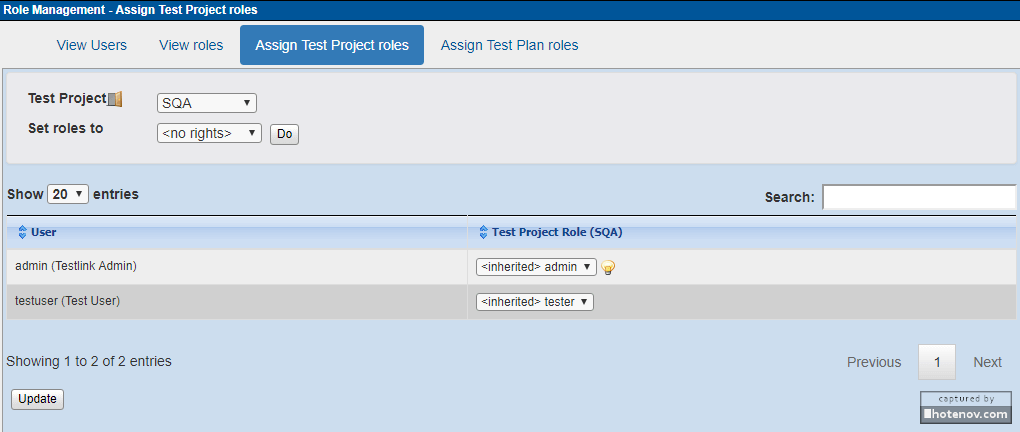 Role Management - Assign Test Project roles
View Users View roles Assign Test Project roles Assign Test Plan roles
Test Project SQA
Set roles to <no rights> Do
Show 20 entries Search:
User Test Project Role (SQA)
admin (Testlink Admin) <inherited> admin
testuser (Test User) <inherited> tester
Showing 1 to 2 of 2 entries Previous 1 Next
Update
captured by
hotenov.com